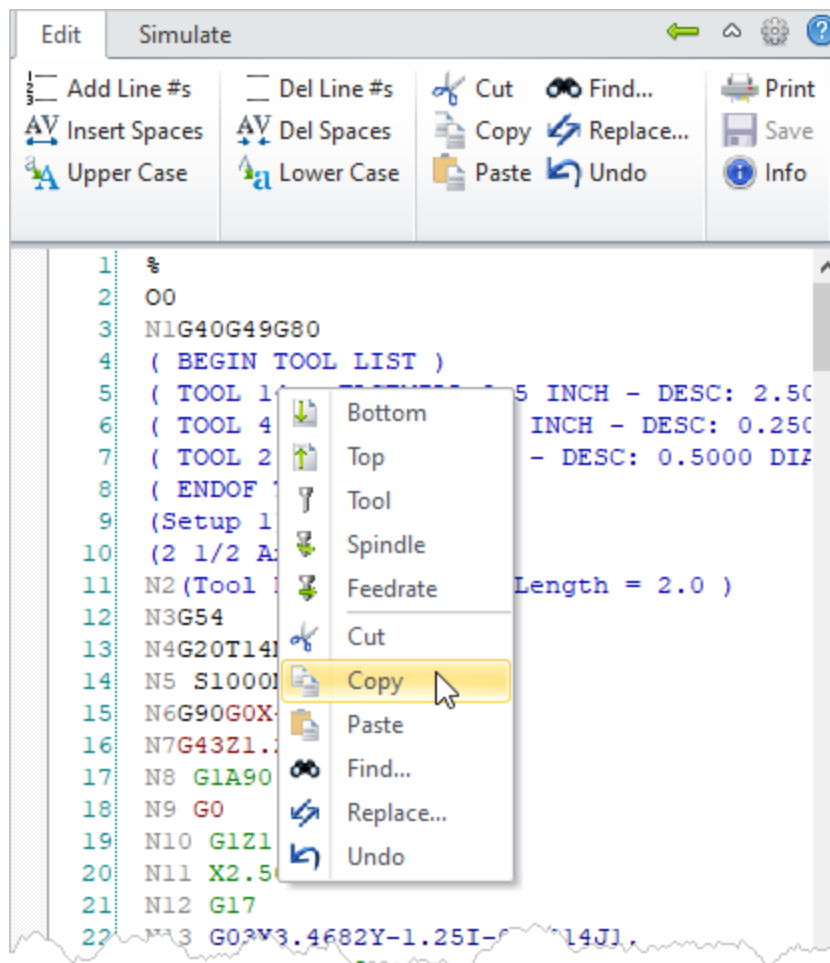 Edit Simulate
Add Line #s Del Line #s Cut Find... Print
Insert Spaces Del Spaces Copy Replace... Save
Upper Case Lower Case Paste Undo Info
1 %
2 O0
3 N1G40G49G80
4 ( BEGIN TOOL LIST )
5 ( TOOL 5 INCH - DESC: 2.50
6 ( TOOL 4 INCH - DESC: 0.250
7 ( TOOL 2 - DESC: 0.5000 DIA
8 ( ENDOF
9 (Setup 1
10 (2 1/2 A
11 N2(Tool Length = 2.0 )
12 N3G54
13 N4G20T14
14 N5 S1000
15 N6G90G0X-
16 N7G43Z1.
17 N8 G1A90
18 N9 G0
19 N10 G1Z1
20 N11 X2.5
21 N12 G17
22 G03X3.4682Y-1.25I-
Bottom
Top
Tool
Spindle
Feedrate
Cut
Copy
Paste
Find...
Replace...
Undo